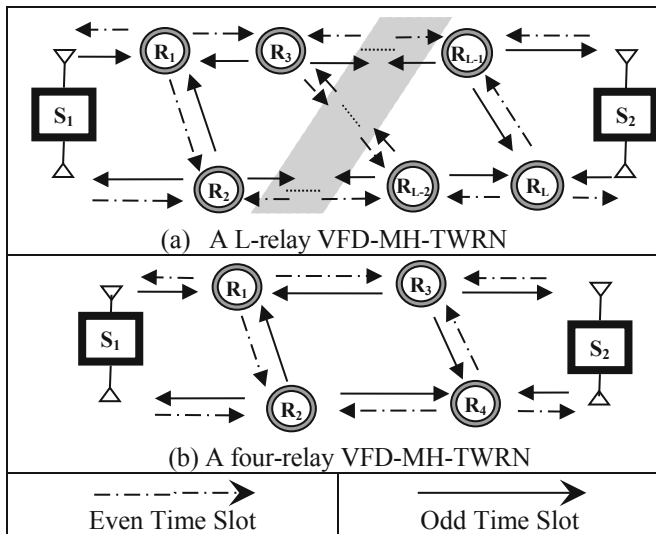 R1 R3 RL-1
S1 S2
R2 RL-2 RL
(a) A L-relay VFD-MH-TWRN
R1 R3
S1 S2
R2 R4
(b) A four-relay VFD-MH-TWRN
Even Time Slot Odd Time Slot